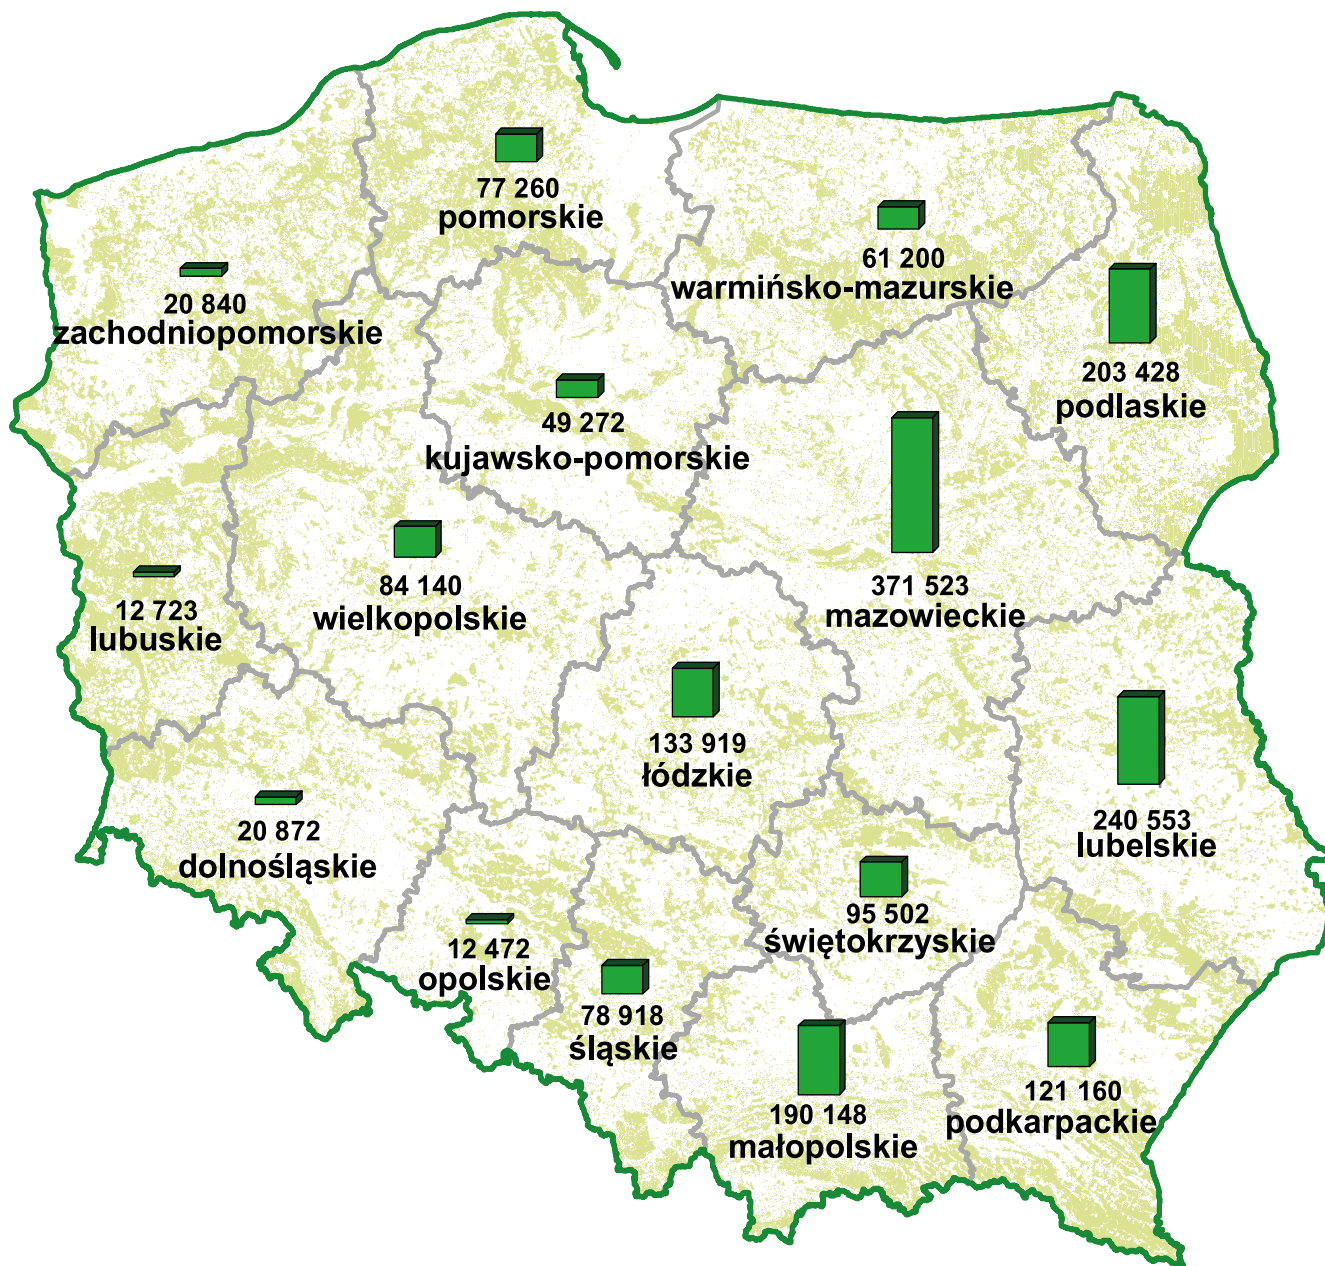 77 260
pomorskie
61 200
warmińsko-mazurskie
20 840
zachodniopomorskie
203 428
podlaskie
49 272
kujawsko-pomorskie
371 523
mazowieckie
84 140
wielkopolskie
12 723
lubuskie
133 919
łódzkie
240 553
lubelskie
20 872
dolnośląskie
95 502
świętokrzyskie
12 472
opolskie
78 918
śląskie
190 148
małopolskie
121 160
podkarpackie